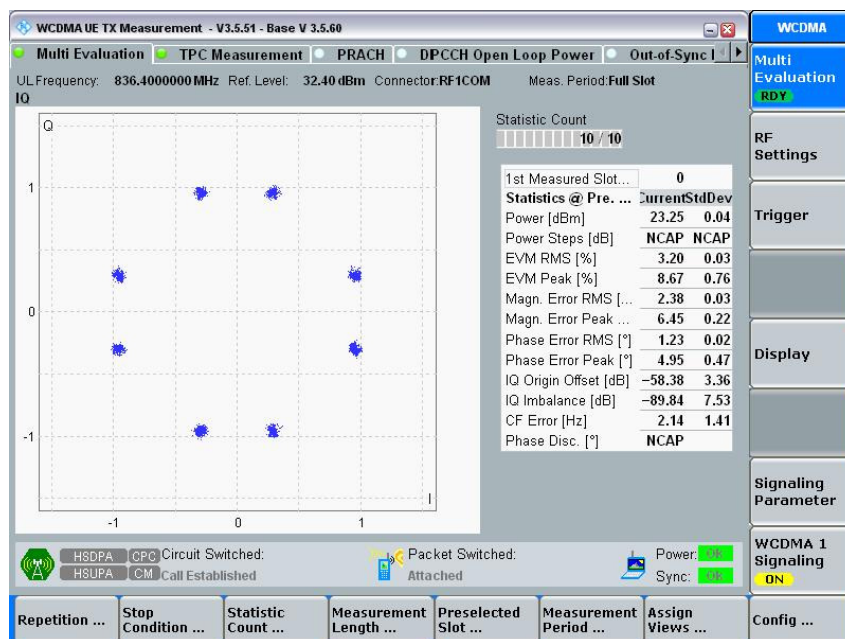 WCDMA UE TX Measurement - V3.5.51 - Base V 3.5.60
WCDMA
Multi Evaluation
TPC Measurement
PRACH
DPCCH Open Loop Power
Out-of-Sync
UL Frequency: 836.4000000 MHz Ref. Level: 32.40 dBm Connector:RF1COM Meas. Period:Full Slot
IQ
Q
1
0
-1
I
-1 0 1
Statistic Count
10 / 10
1st Measured Slot... 0
Statistics @ Pre. ... Current StdDev
Power [dBm] 23.25 0.04
Power Steps [dB] NCAP NCAP
EVM RMS [%] 3.20 0.03
EVM Peak [%] 8.67 0.76
Magn. Error RMS [... 2.38 0.03
Magn. Error Peak ... 6.45 0.22
Phase Error RMS [°] 1.23 0.02
Phase Error Peak [°] 4.95 0.47
IQ Origin Offset [dB] -58.38 3.36
IQ Imbalance [dB] -89.84 7.53
CF Error [Hz] 2.14 1.41
Phase Disc. [°] NCAP
Multi
Evaluation
RDY
RF
Settings
Trigger
Display
Signaling
Parameter
WCDMA 1
Signaling
ON
HSDPA CPC Circuit Switched:
HSUPA CM Call Established
Packet Switched:
Attached
Power: OK
Sync: OK
Repetition ...
Stop
Condition ...
Statistic
Count ...
Measurement
Length ...
Preselected
Slot ...
Measurement
Period ...
Assign
Views ...
Config ...